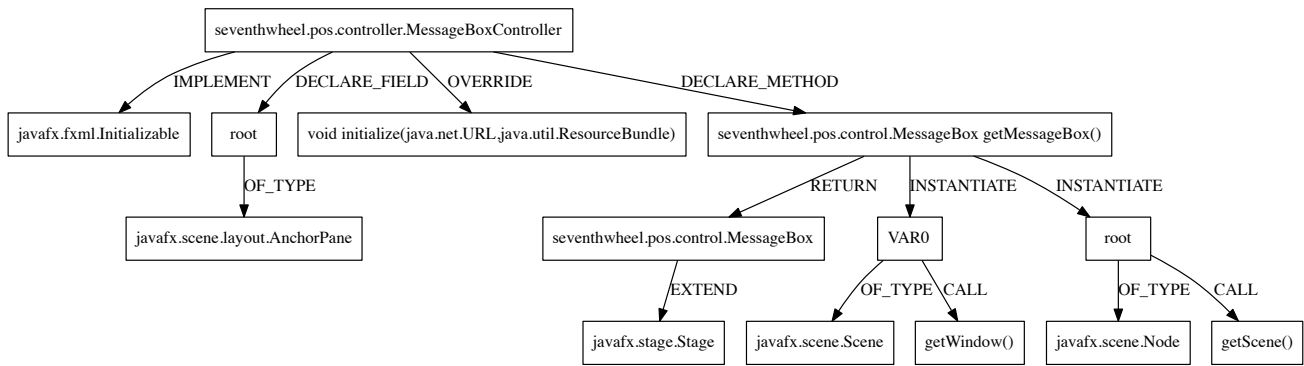 seventhwheel.pos.controller.MessageBoxController
IMPLEMENT
DECLARE_FIELD
OVERRIDE
DECLARE_METHOD
javafx.fxml.Initializable
root
void initialize(java.net.URL,java.util.ResourceBundle)
seventhwheel.pos.control.MessageBox getMessageBox()
OF_TYPE
RETURN
INSTANTIATE
INSTANTIATE
javafx.scene.layout.AnchorPane
seventhwheel.pos.control.MessageBox
VAR0
root
EXTEND
OF_TYPE
CALL
OF_TYPE
CALL
javafx.stage.Stage
javafx.scene.Scene
getWindow()
javafx.scene.Node
getScene()